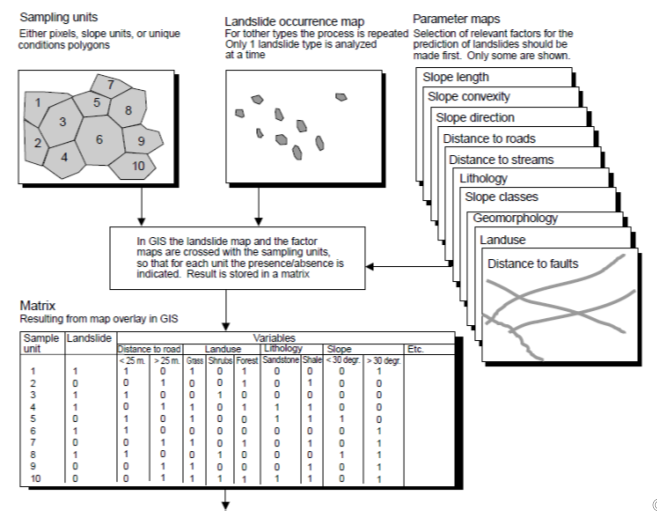 Sampling units
Either pixels, slope units, or unique
conditions polygons
1
2
3
4
5
6
7
8
9
10
Landslide occurrence map
For tother types the process is repeated
Only 1 landslide type is analyzed
at a time
Parameter maps
Selection of relevant factors for the
prediction of landslides should be
made first. Only some are shown.
Slope length
Slope convexity
Slope direction
Distance to roads
Distance to streams
Lithology
Slope classes
Geomorphology
Landuse
Distance to faults
In GIS the landslide map and the factor
maps are crossed with the sampling units,
so that for each unit the presence/absence is
indicated. Result is stored in a matrix
Matrix
Resulting from map overlay in GIS
Sample unit Landslide Variables
Distance to road Landuse Lithology Slope Etc.
< 25 m. > 25 m. Grass Shrubs Forest Sandstone Shale < 30 degr. > 30 degr.
1 1 1 0 1 0 1 0 0 0 1
2 0 0 1 0 0 1 0 1 0 0
3 1 1 0 0 1 0 0 0 0 0
4 1 0 1 1 0 1 1 1 0 0
5 0 1 0 1 0 0 1 1 1 0
6 1 1 0 1 0 0 0 0 0 1
7 0 0 1 1 0 0 0 1 0 1
8 1 1 0 0 1 0 0 0 1 1
9 0 0 1 0 0 0 0 1 0 1
10 0 0 1 1 1 1 1 1 0 1